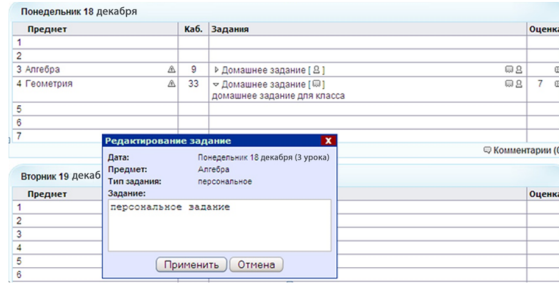 Понедельник 18 декабря
Предмет Каб. Задания Оценка
1
2
3 Алгебра 9 Домашнее задание [ ]
4 Геометрия 33 Домашнее задание [ ] 7
домашнее задание для класса
5
6
7
Комментарии (0
Редактирование задание X
Дата: Понедельник 18 декабря (3 урока)
Предмет: Алгебра
Тип задания: персональное
Задание:
персональное задание
Применить Отмена
Вторник 19 декаб
Предмет Оценка
1
2
3
4
5
6